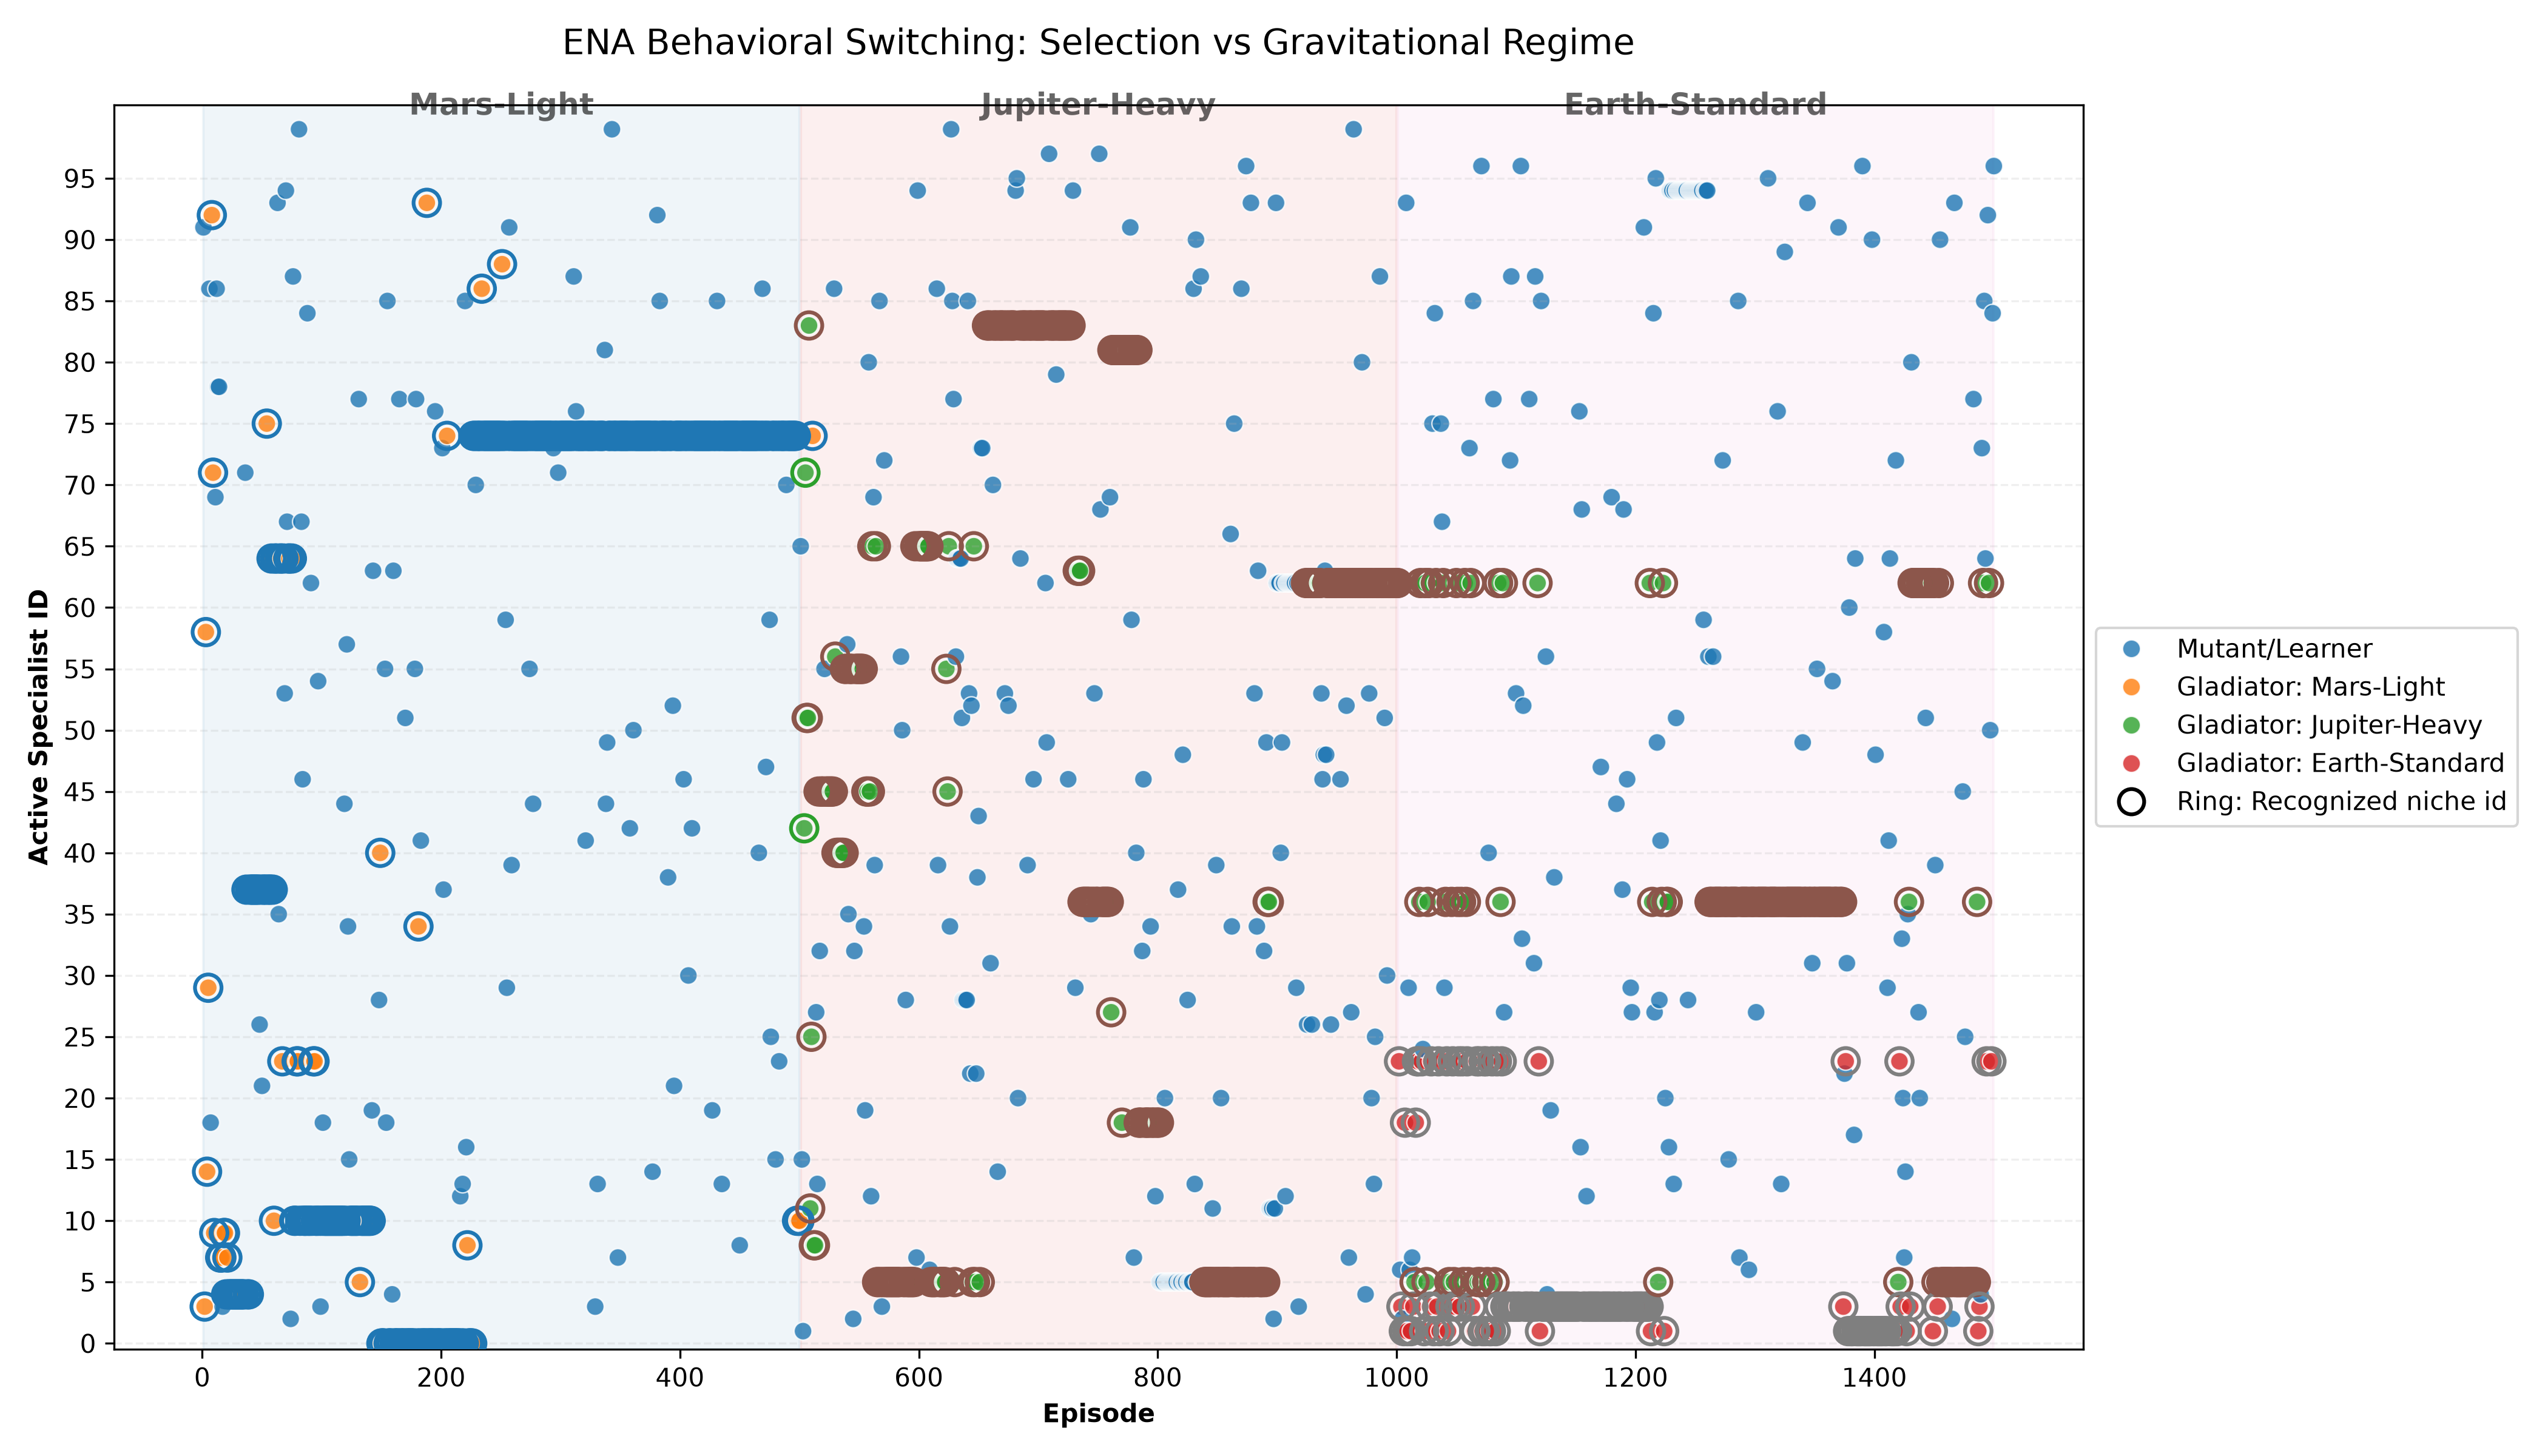 ENA Behavioral Switching: Selection vs Gravitational Regime
Mars-Light
Jupiter-Heavy
Earth-Standard
Active Specialist ID
95
90
85
80
75
70
65
60
55
50
45
40
35
30
25
20
15
10
5
0
0
200
400
600
800
1000
1200
1400
Episode
Mutant/Learner
Gladiator: Mars-Light
Gladiator: Jupiter-Heavy
Gladiator: Earth-Standard
Ring: Recognized niche id